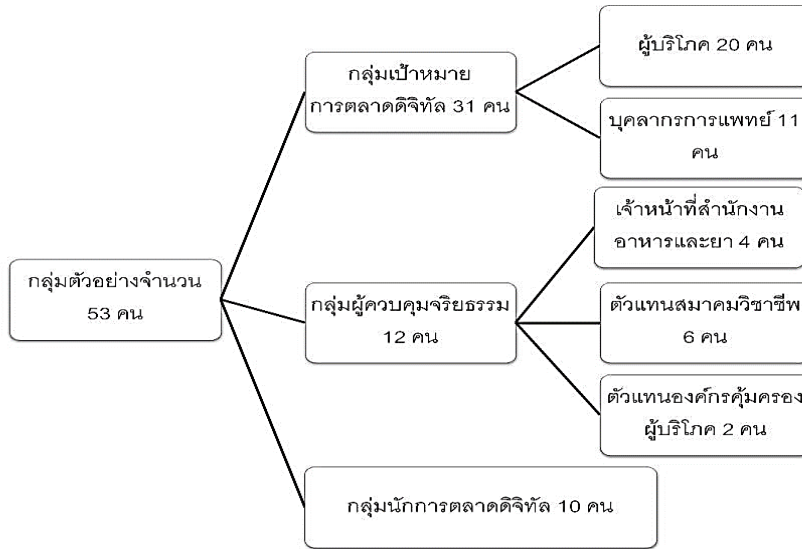 ผู้บริโภค 20 คน
กลุ่มเป้าหมาย
การตลาดดิจิทัล 31 คน
บุคลากรการแพทย์ 11
คน
เจ้าหน้าที่สำนักงาน
อาหารและยา 4 คน
กลุ่มตัวอย่างจำนวน
53 คน
กลุ่มผู้ควบคุมจริยธรรม
12 คน
ตัวแทนสมาคมวิชาชีพ
6 คน
ตัวแทนองค์กรคุ้มครอง
ผู้บริโภค 2 คน
กลุ่มนักการตลาดดิจิทัล 10 คน